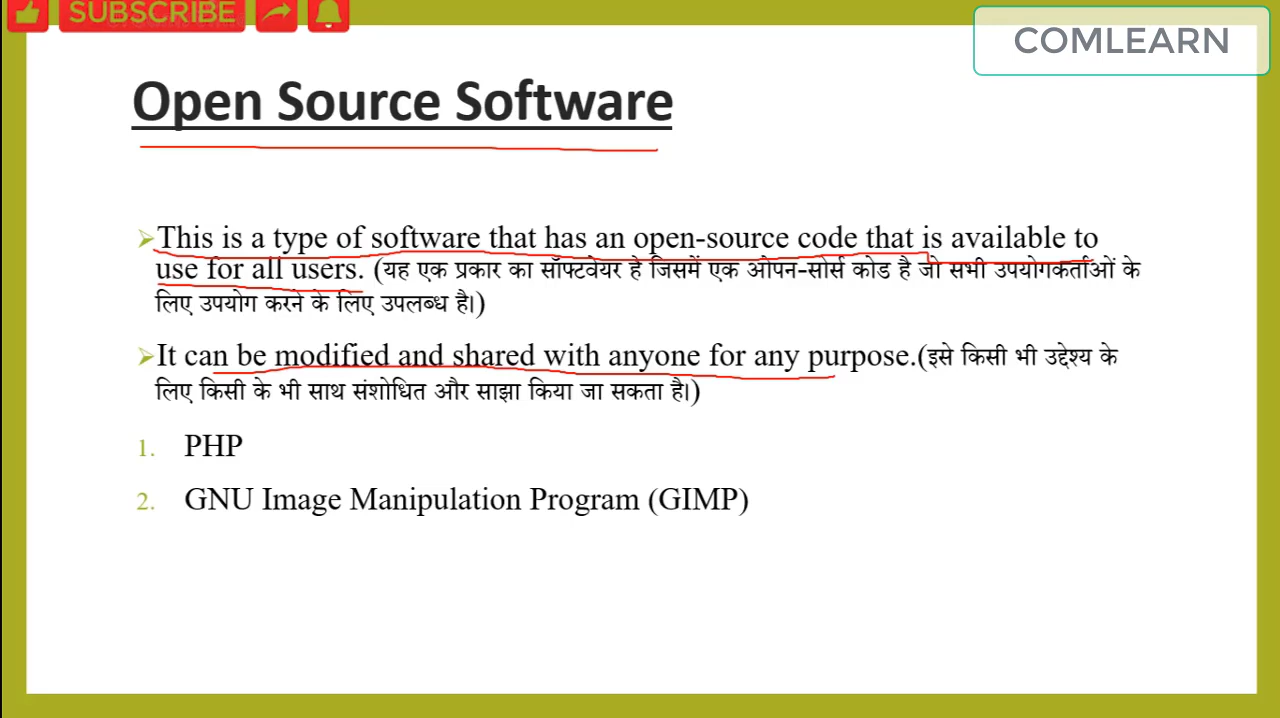 SUBSCRIBE
COMLEARN
Open Source Software
➢This is a type of software that has an open-source code that is available to
use for all users. (यह एक प्रकार का सॉफ्टवेयर है जिसमें एक ओपन-सोर्स कोड है जो सभी उपयोगकर्ताओं के
लिए उपयोग करने के लिए उपलब्ध है।)
➢It can be modified and shared with anyone for any purpose.(इसे किसी भी उद्देश्य के
लिए किसी के भी साथ संशोधित और साझा किया जा सकता है।)
1. PHP
2. GNU Image Manipulation Program (GIMP)